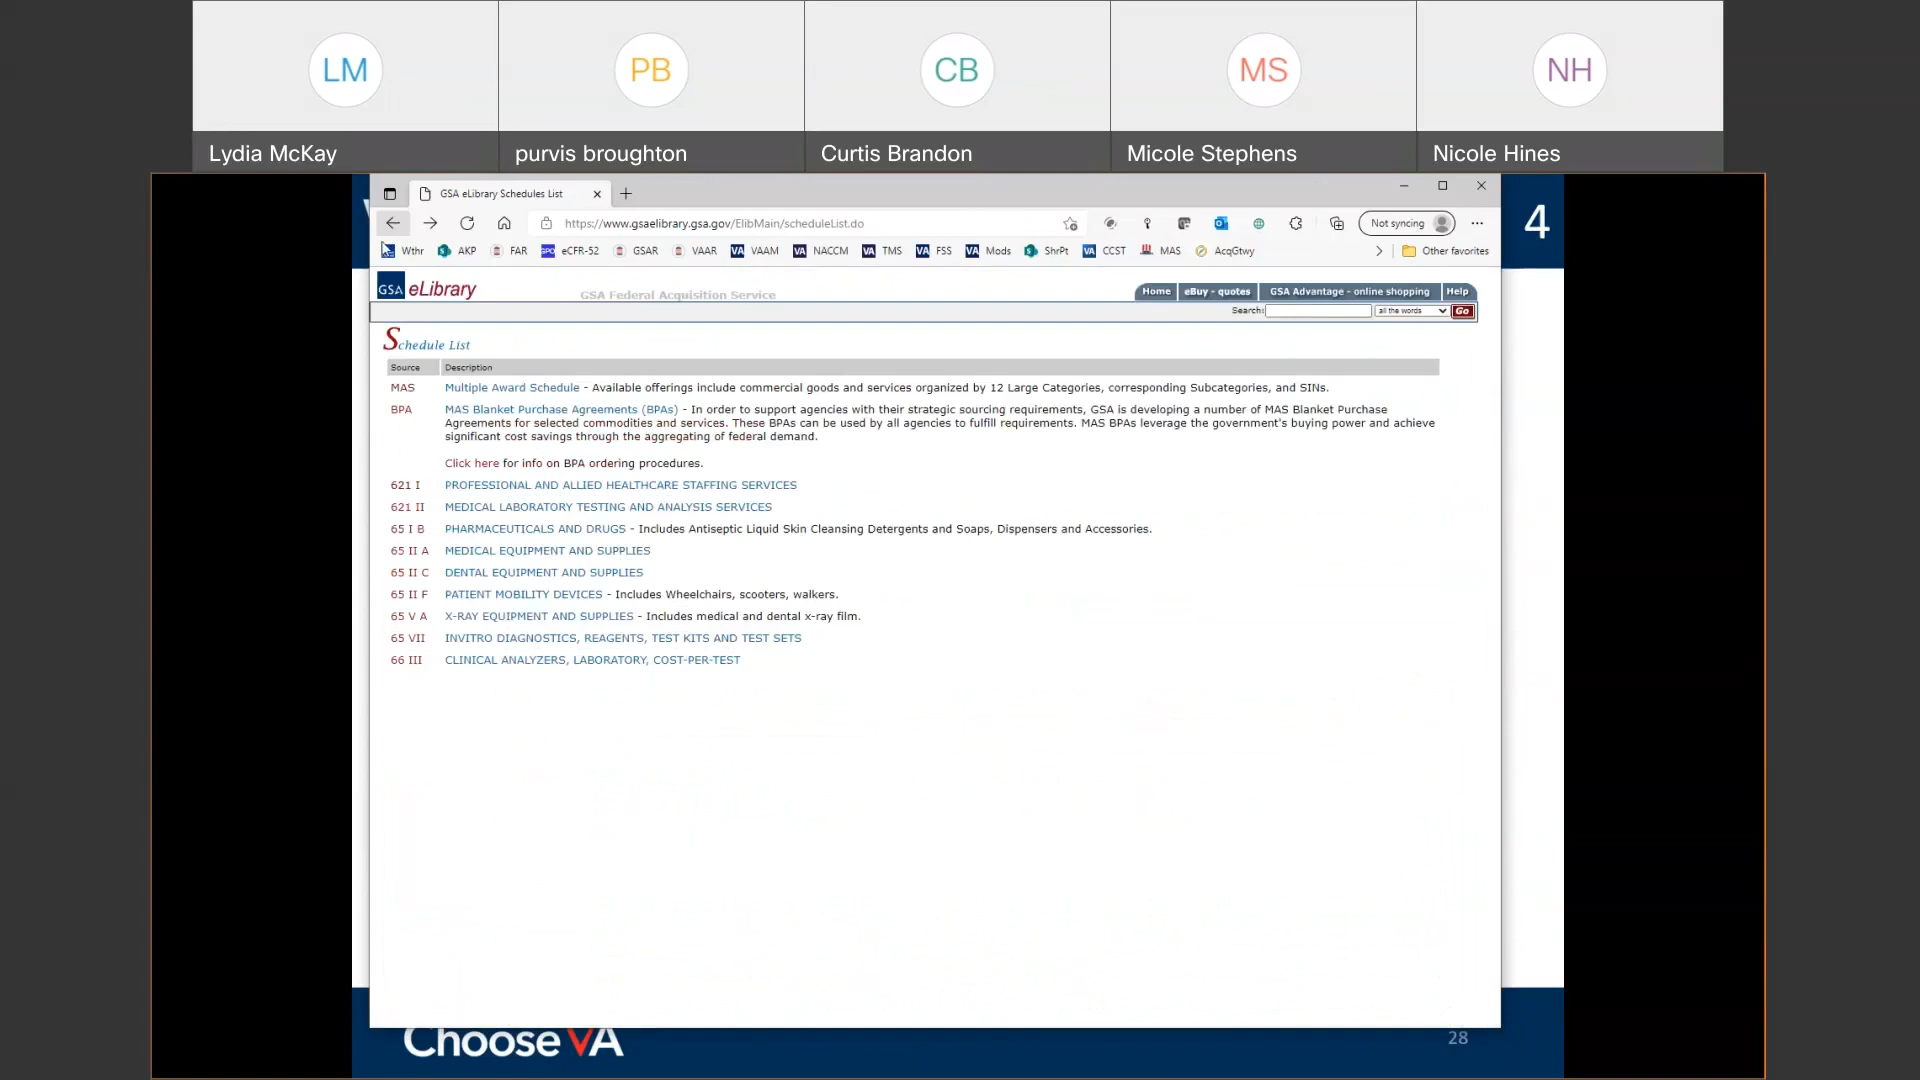 LM
PB
CB
MS
NH
Lydia McKay
purvis broughton
Curtis Brandon
Micole Stephens
Nicole Hines
GSA eLibrary Schedules List
4
https://www.gsaelibrary.gsa.gov/ElibMain/scheduleList.do
Not syncing
Wthr AKP FAR eCFR-52 GSAR VAAR VA VAAM VA NACCM VA TMS VA FSS VA Mods ShrPt VA CCST MAS AcqGtwy Other favorites
GSA eLibrary
GSA Federal Acquisition Service
Home eBuy - quotes GSA Advantage - online shopping Help
Search: all the words Go
Schedule List
Source Description
MAS Multiple Award Schedule - Available offerings include commercial goods and services organized by 12 Large Categories, corresponding Subcategories, and SINs.
BPA MAS Blanket Purchase Agreements (BPAs) - In order to support agencies with their strategic sourcing requirements, GSA is developing a number of MAS Blanket Purchase
Agreements for selected commodities and services. These BPAs can be used by all agencies to fulfill requirements. MAS BPAs leverage the government's buying power and achieve
significant cost savings through the aggregating of federal demand.
Click here for info on BPA ordering procedures.
621 I PROFESSIONAL AND ALLIED HEALTHCARE STAFFING SERVICES
621 II MEDICAL LABORATORY TESTING AND ANALYSIS SERVICES
65 I B PHARMACEUTICALS AND DRUGS - Includes Antiseptic Liquid Skin Cleansing Detergents and Soaps, Dispensers and Accessories.
65 II A MEDICAL EQUIPMENT AND SUPPLIES
65 II C DENTAL EQUIPMENT AND SUPPLIES
65 II F PATIENT MOBILITY DEVICES - Includes Wheelchairs, scooters, walkers.
65 V A X-RAY EQUIPMENT AND SUPPLIES - Includes medical and dental x-ray film.
65 VII INVITRO DIAGNOSTICS, REAGENTS, TEST KITS AND TEST SETS
66 III CLINICAL ANALYZERS, LABORATORY, COST-PER-TEST
Choose VA
28